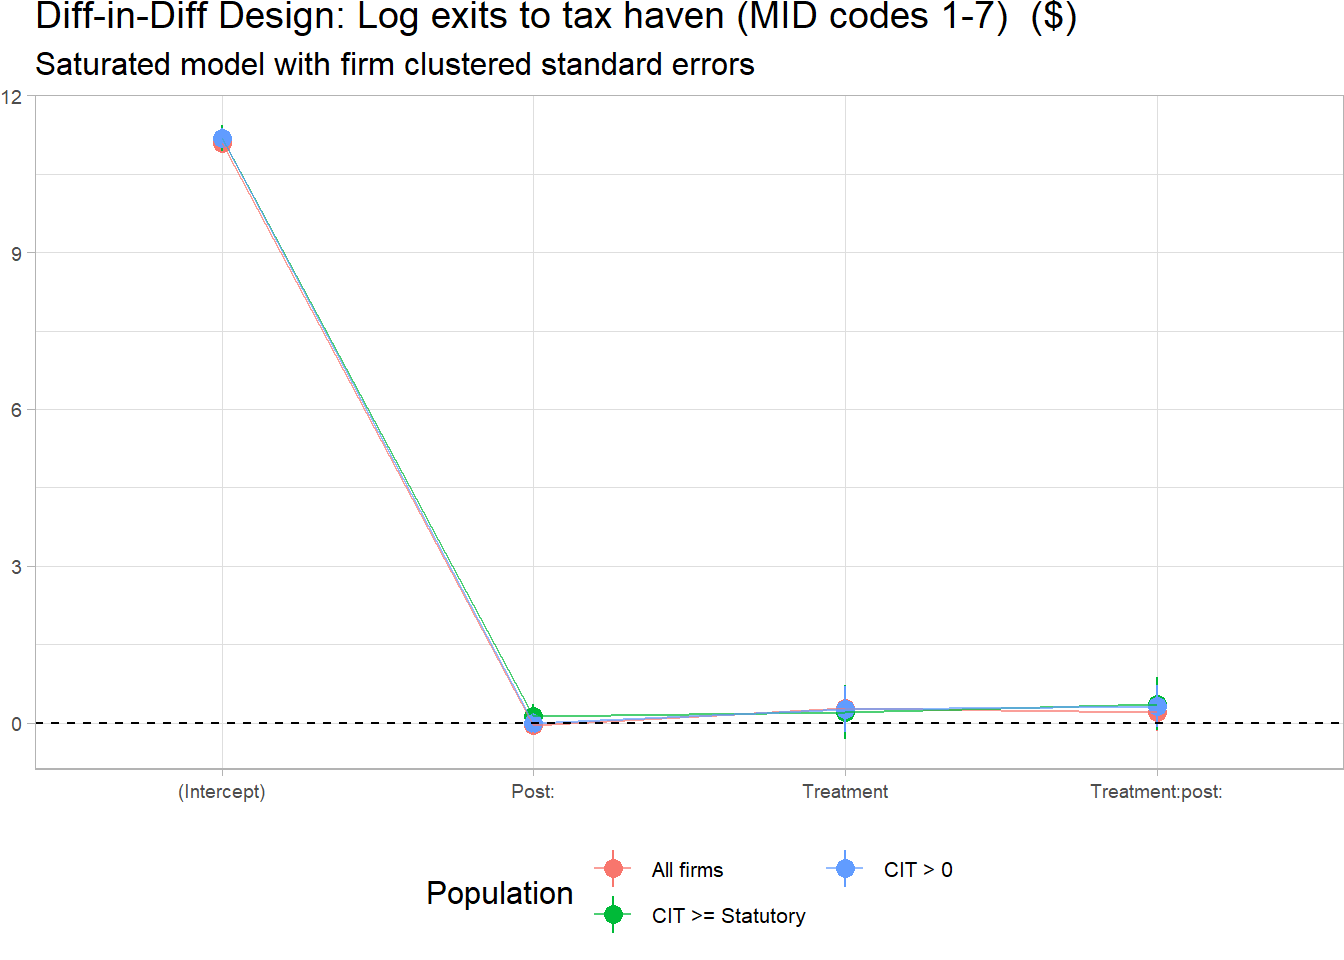 Diff-in-Diff Design: Log exits to tax haven (MID codes 1-7) ($)
Saturated model with firm clustered standard errors
12
9
6
3
0
(Intercept)
Post:
Treatment
Treatment:post:
Population
All firms
CIT > 0
CIT >= Statutory